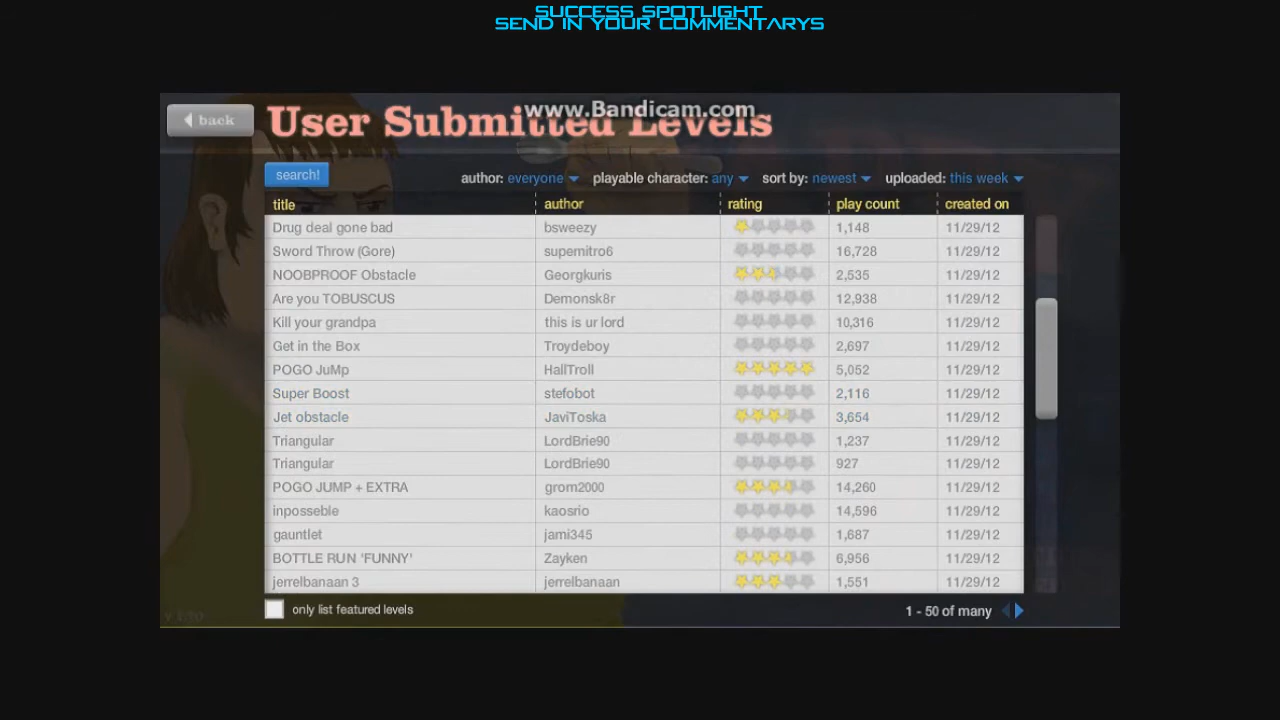 SUCCESS SPOTLIGHT
SEND IN YOUR COMMENTARYS
www.Bandicam.com
back User Submitted Levels
search! author: everyone playable character: any sort by: newest uploaded: this week
title author rating play count created on
Drug deal gone bad bsweezy 1,148 11/29/12
Sword Throw (Gore) supernitro6 16,728 11/29/12
NOOBPROOF Obstacle Georgkuris 2,535 11/29/12
Are you TOBUSCUS Demonsk8r 12,938 11/29/12
Kill your grandpa this is ur lord 10,316 11/29/12
Get in the Box Troydeboy 2,697 11/29/12
POGO JuMp HallTroll 5,052 11/29/12
Super Boost stefobot 2,116 11/29/12
Jet obstacle JaviToska 3,654 11/29/12
Triangular LordBrie90 1,237 11/29/12
Triangular LordBrie90 927 11/29/12
POGO JUMP + EXTRA grom2000 14,260 11/29/12
inposseble kaosrio 14,596 11/29/12
gauntlet jami345 1,687 11/29/12
BOTTLE RUN 'FUNNY' Zayken 6,956 11/29/12
jerrelbanaan 3 jerrelbanaan 1,551 11/29/12
only list featured levels 1 - 50 of many